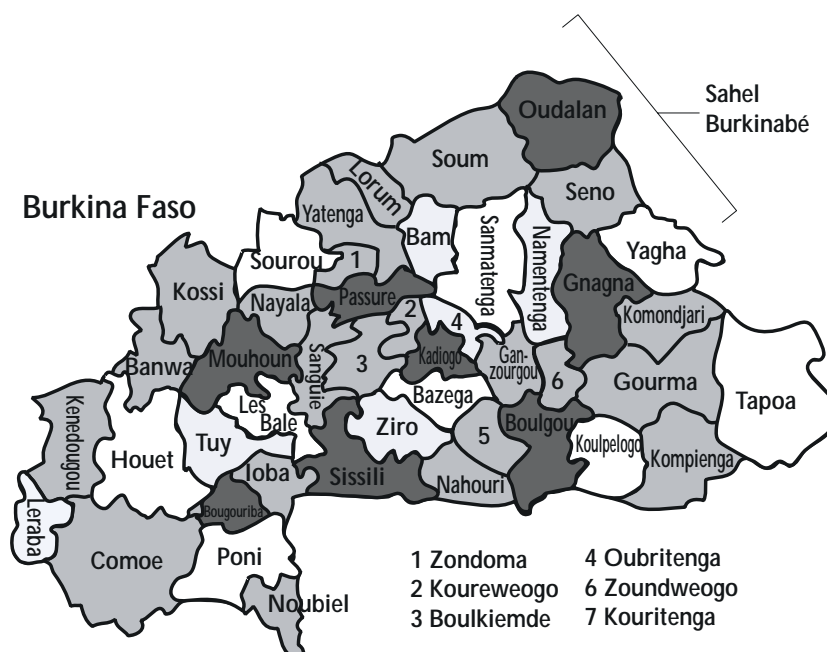 Oudalan
Sahel
Burkinabé
Soum
Seno
Lorum
Burkina Faso
Yatenga
Bam
Sanmatenga
Namentenga
Yagha
Sourou
1
Gnagna
Kossi
Passure
Nayala
2
4
Komondjari
Mouhoun
Sanguie
3
Kadiogo
Gan-
zourgou
Banwa
6
Gourma
Tapoa
Les
Bale
Bazega
Kenedougou
Tuy
Ziro
5
Boulgou
Koulpelogo
Houet
Ioba
Sissili
Nahouri
Kompienga
Leraba
Bougouriba
Comoe
Poni
Noubiel
1 Zondoma
2 Koureweogo
3 Boulkiemde
4 Oubritenga
6 Zoundweogo
7 Kouritenga